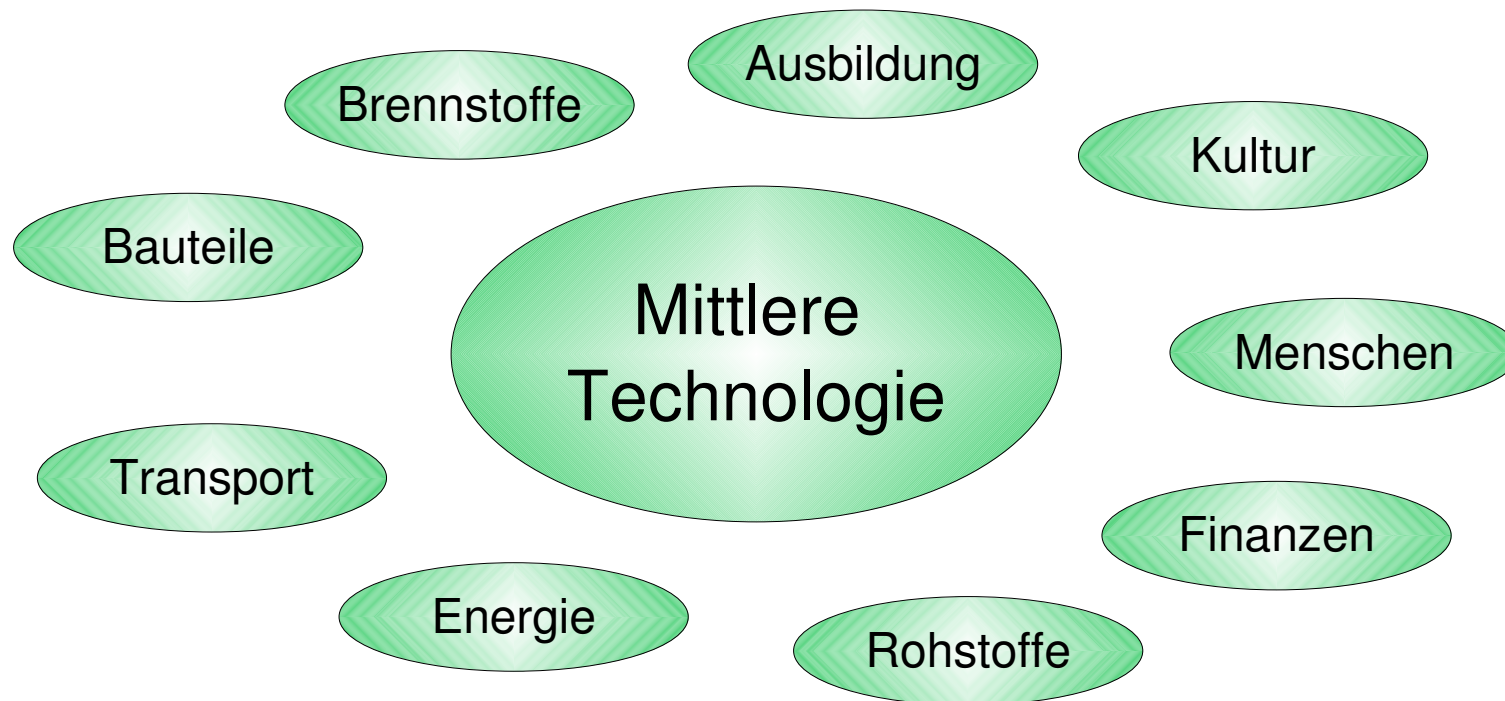 Ausbildung
Brennstoffe
Kultur
Bauteile
Mittlere
Technologie
Menschen
Transport
Finanzen
Energie
Rohstoffe